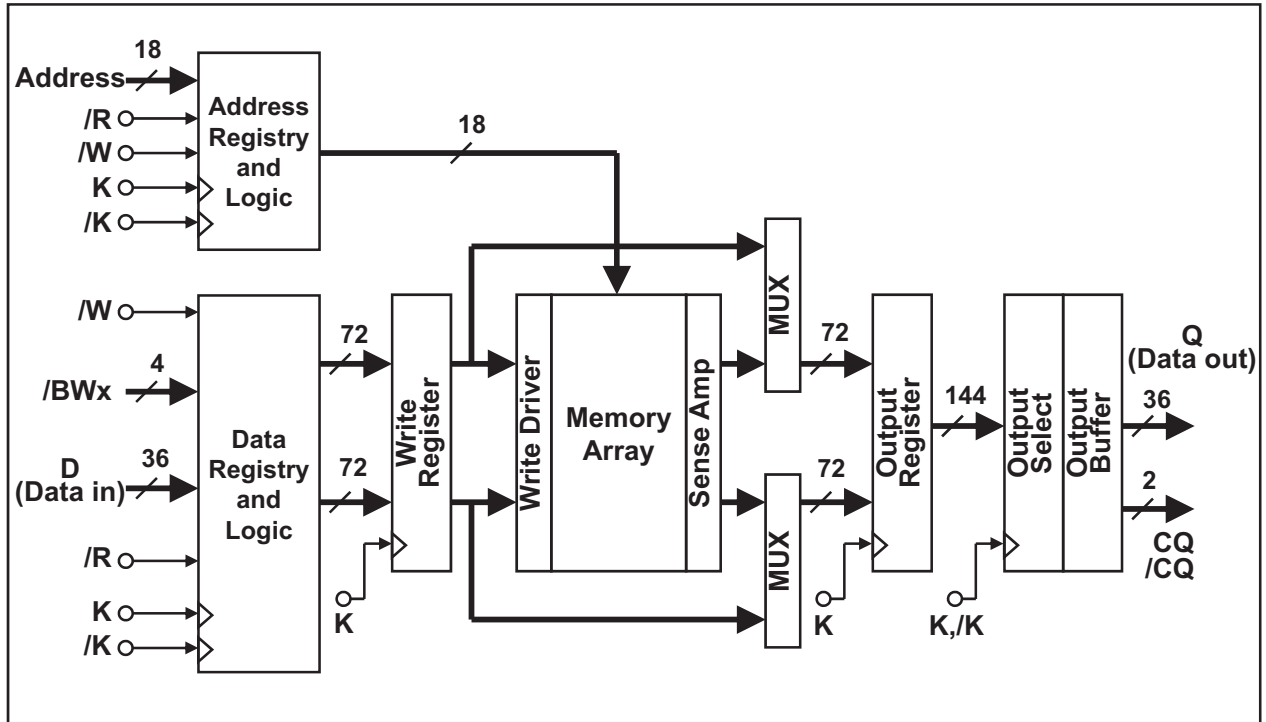 18
Address
/R
/W
K
/K
Address
Registry
and
Logic
18
/W
4
/BWx
D
(Data in)
36
/R
K
/K
Data
Registry
and
Logic
72
72
Write
Register
K
Write Driver
Memory
Array
Sense Amp
MUX
MUX
72
72
Output
Register
K
144
Output
Select
K,/K
Output
Buffer
Q
(Data out)
36
2
CQ
/CQ